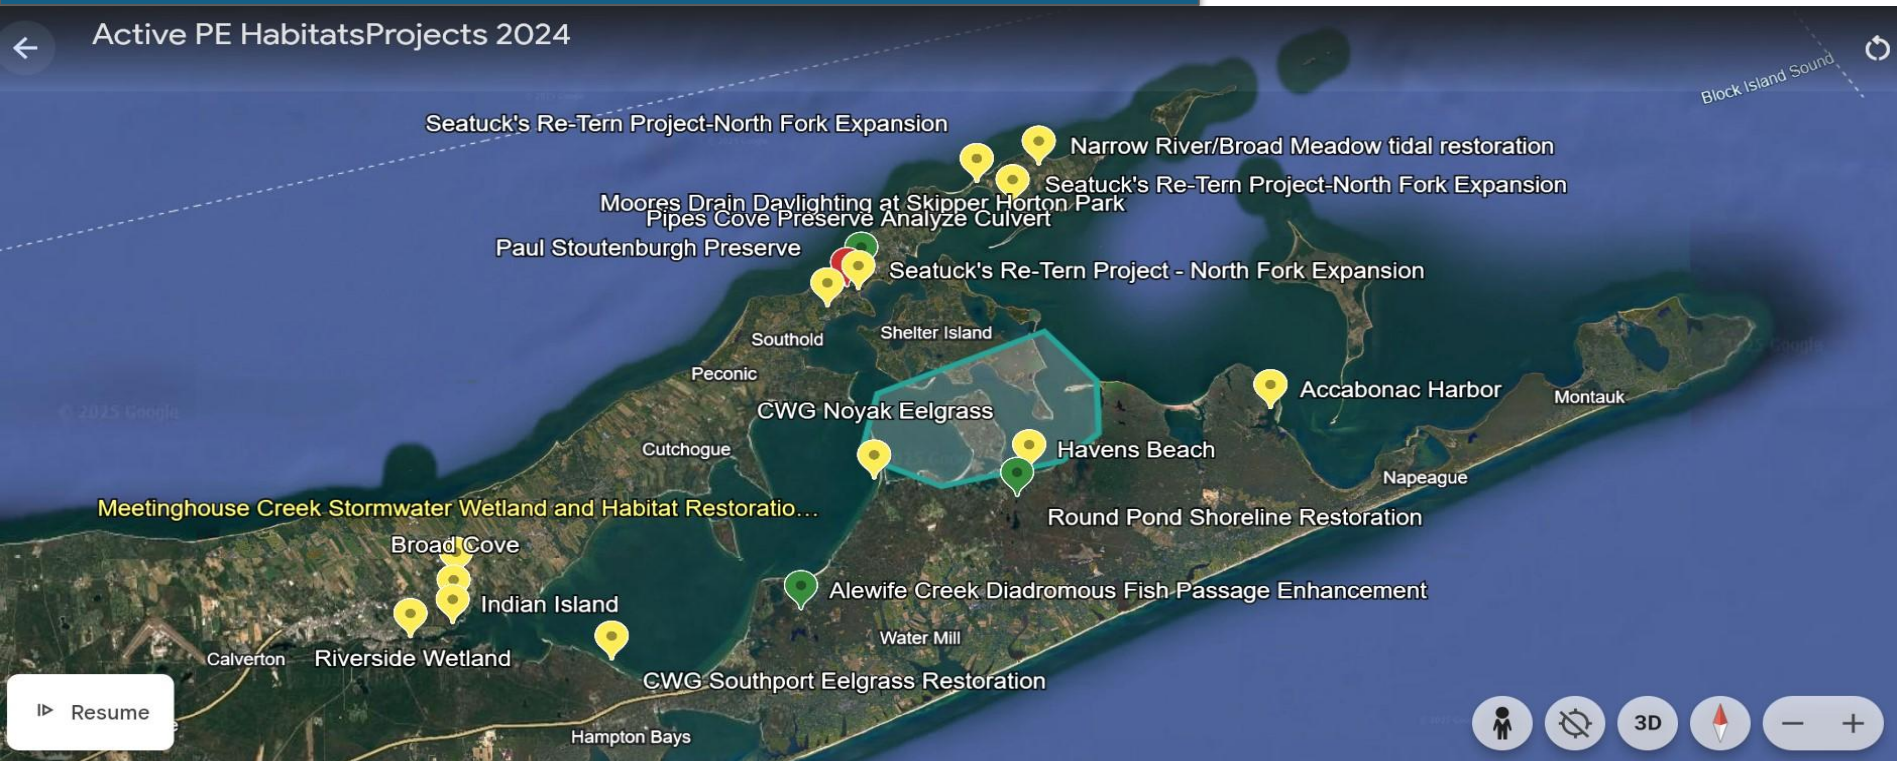 Active PE HabitatsProjects 2024
Block Island Sound
Seatuck's Re-Tern Project-North Fork Expansion
Narrow River/Broad Meadow tidal restoration
Seatuck's Re-Tern Project-North Fork Expansion
Moores Drain Daylighting at Skipper Horton Park
Pipes Cove Preserve Analyze Culvert
Paul Stoutenburgh Preserve
Seatuck's Re-Tern Project - North Fork Expansion
Southold
Shelter Island
Peconic
CWG Noyak Eelgrass
Accabonac Harbor
Montauk
© 2025 Google
Cutchogue
Havens Beach
Napeague
Meetinghouse Creek Stormwater Wetland and Habitat Restoratio...
Round Pond Shoreline Restoration
Broad Cove
Alewife Creek Diadromous Fish Passage Enhancement
Indian Island
Water Mill
Calverton
Riverside Wetland
CWG Southport Eelgrass Restoration
Resume
Hampton Bays
3D